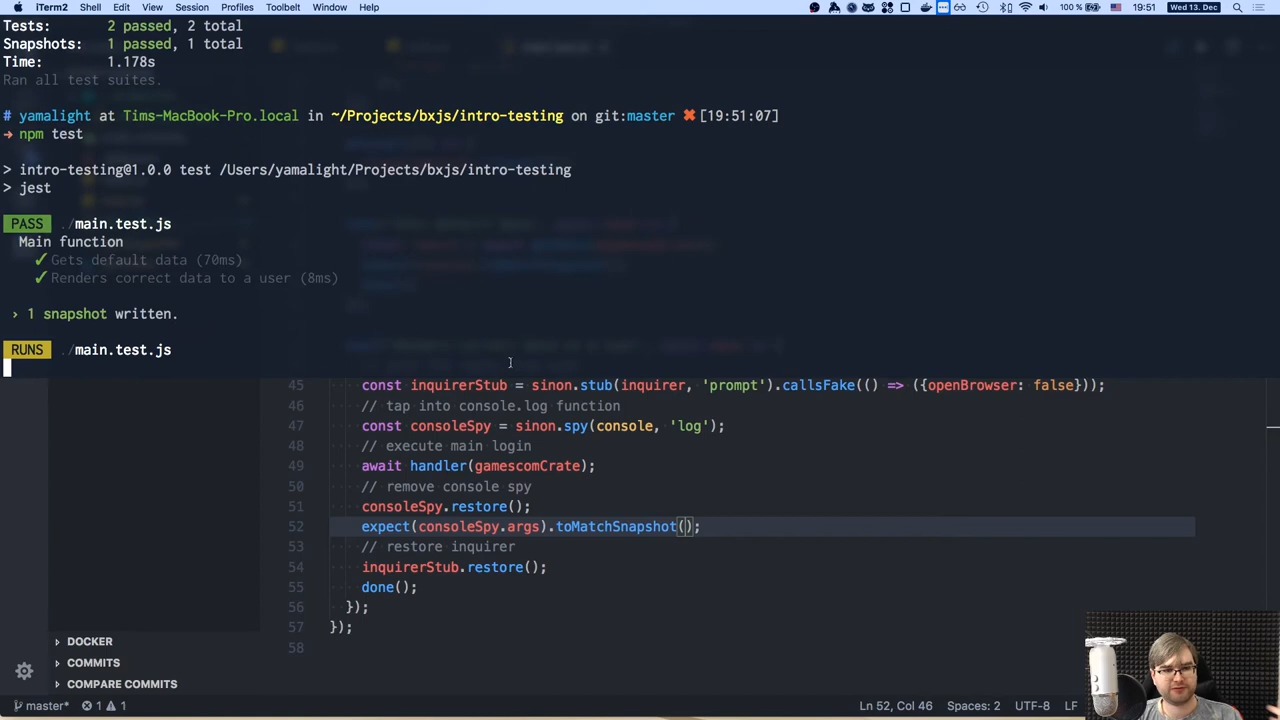 iTerm2 Shell Edit View Session Profiles Toolbelt Window Help 100 % Wed 13. Dec 19:51
Tests: 2 passed, 2 total
Snapshots: 1 passed, 1 total
Time: 1.178s
Ran all test suites.
# yamalight at Tims-MacBook-Pro.local in ~/Projects/bxjs/intro-testing on git:master ✖ [19:51:07]
→ npm test
> intro-testing@1.0.0 test /Users/yamalight/Projects/bxjs/intro-testing
> jest
PASS ./main.test.js
Main function
✓ Gets default data (70ms)
✓ Renders correct data to a user (8ms)
› 1 snapshot written.
RUNS ./main.test.js
45 const inquirerStub = sinon.stub(inquirer, 'prompt').callsFake(() => ({openBrowser: false}));
46 // tap into console.log function
47 const consoleSpy = sinon.spy(console, 'log');
48 // execute main login
49 await handler(gamescomCrate);
50 // remove console spy
51 consoleSpy.restore();
52 expect(consoleSpy.args).toMatchSnapshot();
53 // restore inquirer
54 inquirerStub.restore();
55 done();
56 });
57 });
58
DOCKER
COMMITS
COMPARE COMMITS
master* 1 1 Ln 52, Col 46 Spaces: 2 UTF-8 LF